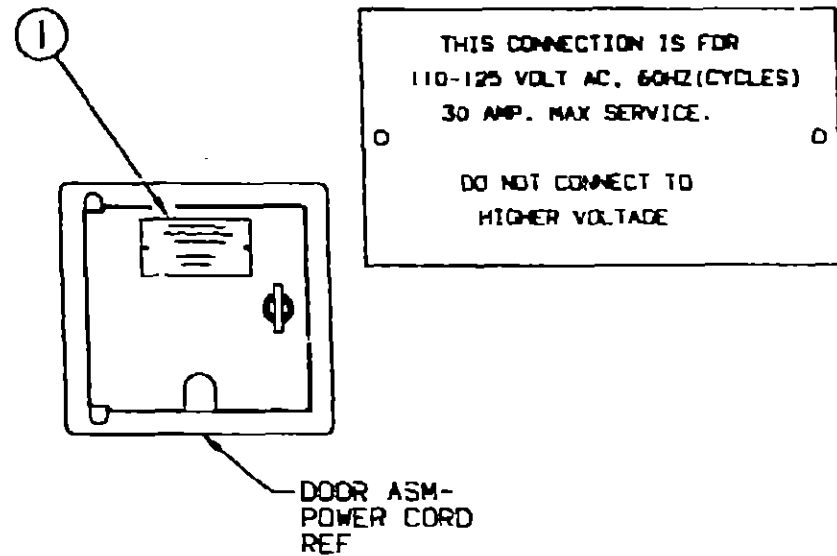 1
THIS CONNECTION IS FOR
110-125 VOLT AC, 60HZ(CYCLES)
30 AMP. MAX SERVICE.
DO NOT CONNECT TO
HIGHER VOLTAGE
DOOR ASM-
POWER CORD
REF